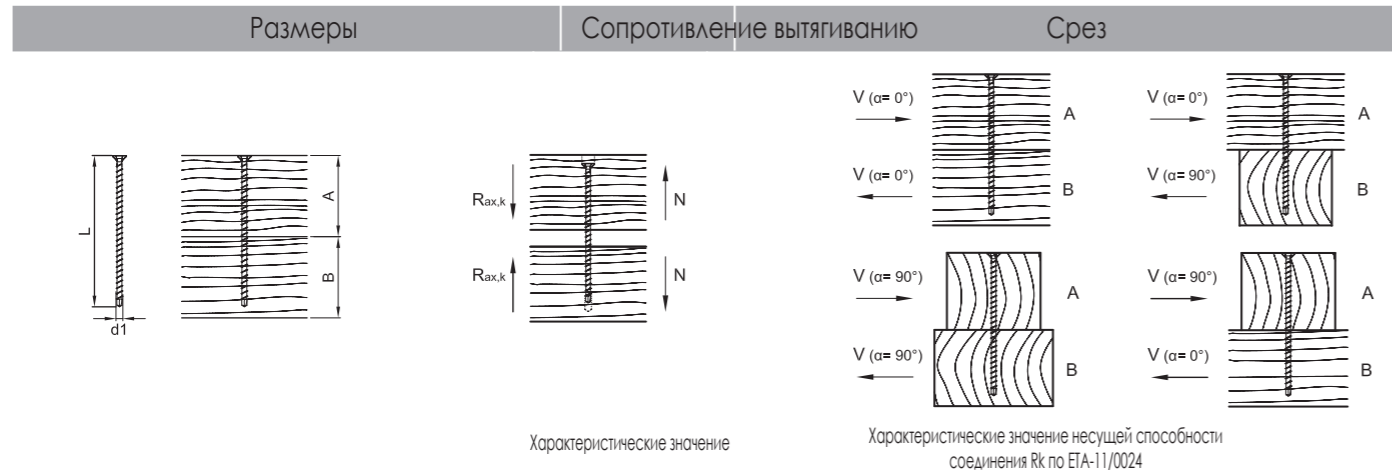 Размеры
Сопротивление вытягиванию
Срез
L
d1
A
B
Rax,k
N
Rax,k
N
V (α= 0°)
A
V (α= 0°)
B
V (α= 0°)
A
V (α= 90°)
B
V (α= 90°)
A
V (α= 90°)
B
V (α= 90°)
A
V (α= 0°)
B
Характеристические значение
Характеристические значение несущей способности
соединения Rk по ETA-11/0024